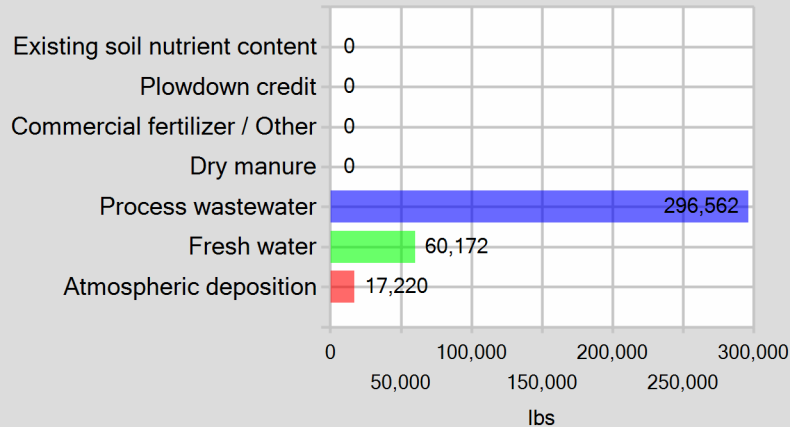 Existing soil nutrient content 0
Plowdown credit 0
Commercial fertilizer / Other 0
Dry manure 0
Process wastewater 296,562
Fresh water 60,172
Atmospheric deposition 17,220
0 100,000 200,000 300,000
50,000 150,000 250,000
lbs